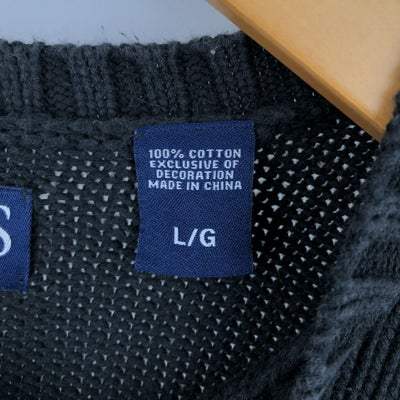 100% COTTON
EXCLUSIVE OF
DECORATION
MADE IN CHINA
L/G
S